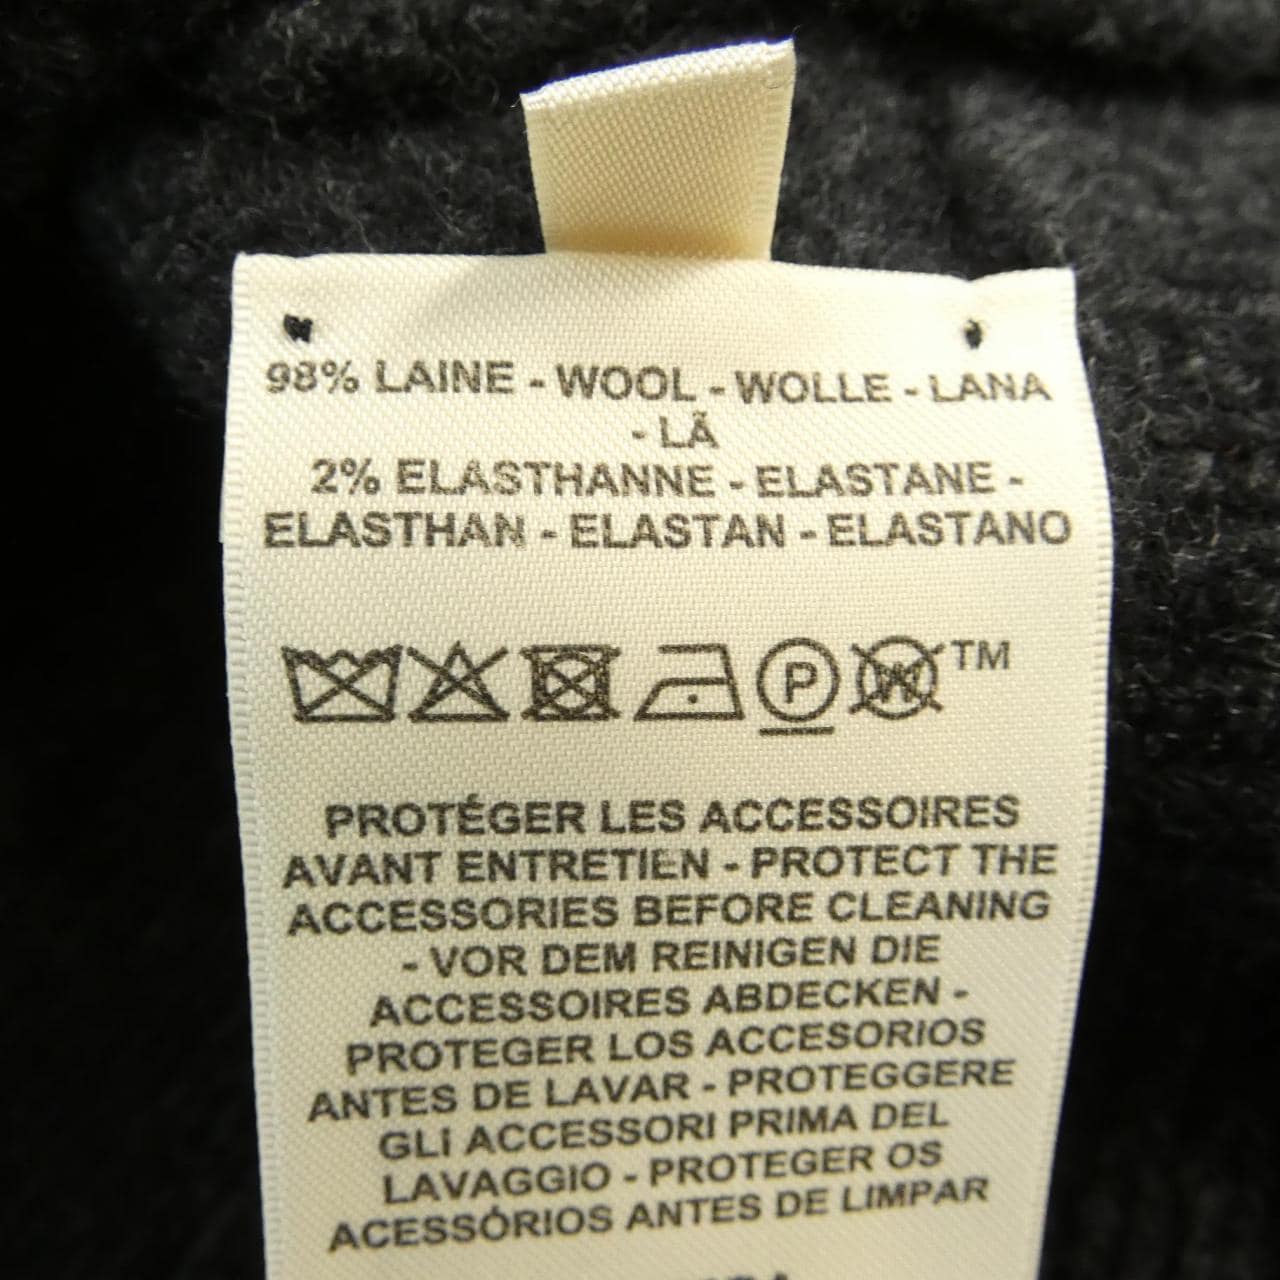 98% LAINE - WOOL - WOLLE - LANA
- LÃ
2% ELASTHANNE - ELASTANE -
ELASTHAN - ELASTAN - ELASTANO
P W TM
PROTÉGER LES ACCESSOIRES
AVANT ENTRETIEN - PROTECT THE
ACCESSORIES BEFORE CLEANING
- VOR DEM REINIGEN DIE
ACCESSOIRES ABDECKEN -
PROTEGER LOS ACCESORIOS
ANTES DE LAVAR - PROTEGGERE
GLI ACCESSORI PRIMA DEL
LAVAGGIO - PROTEGER OS
ACESSÓRIOS ANTES DE LIMPAR